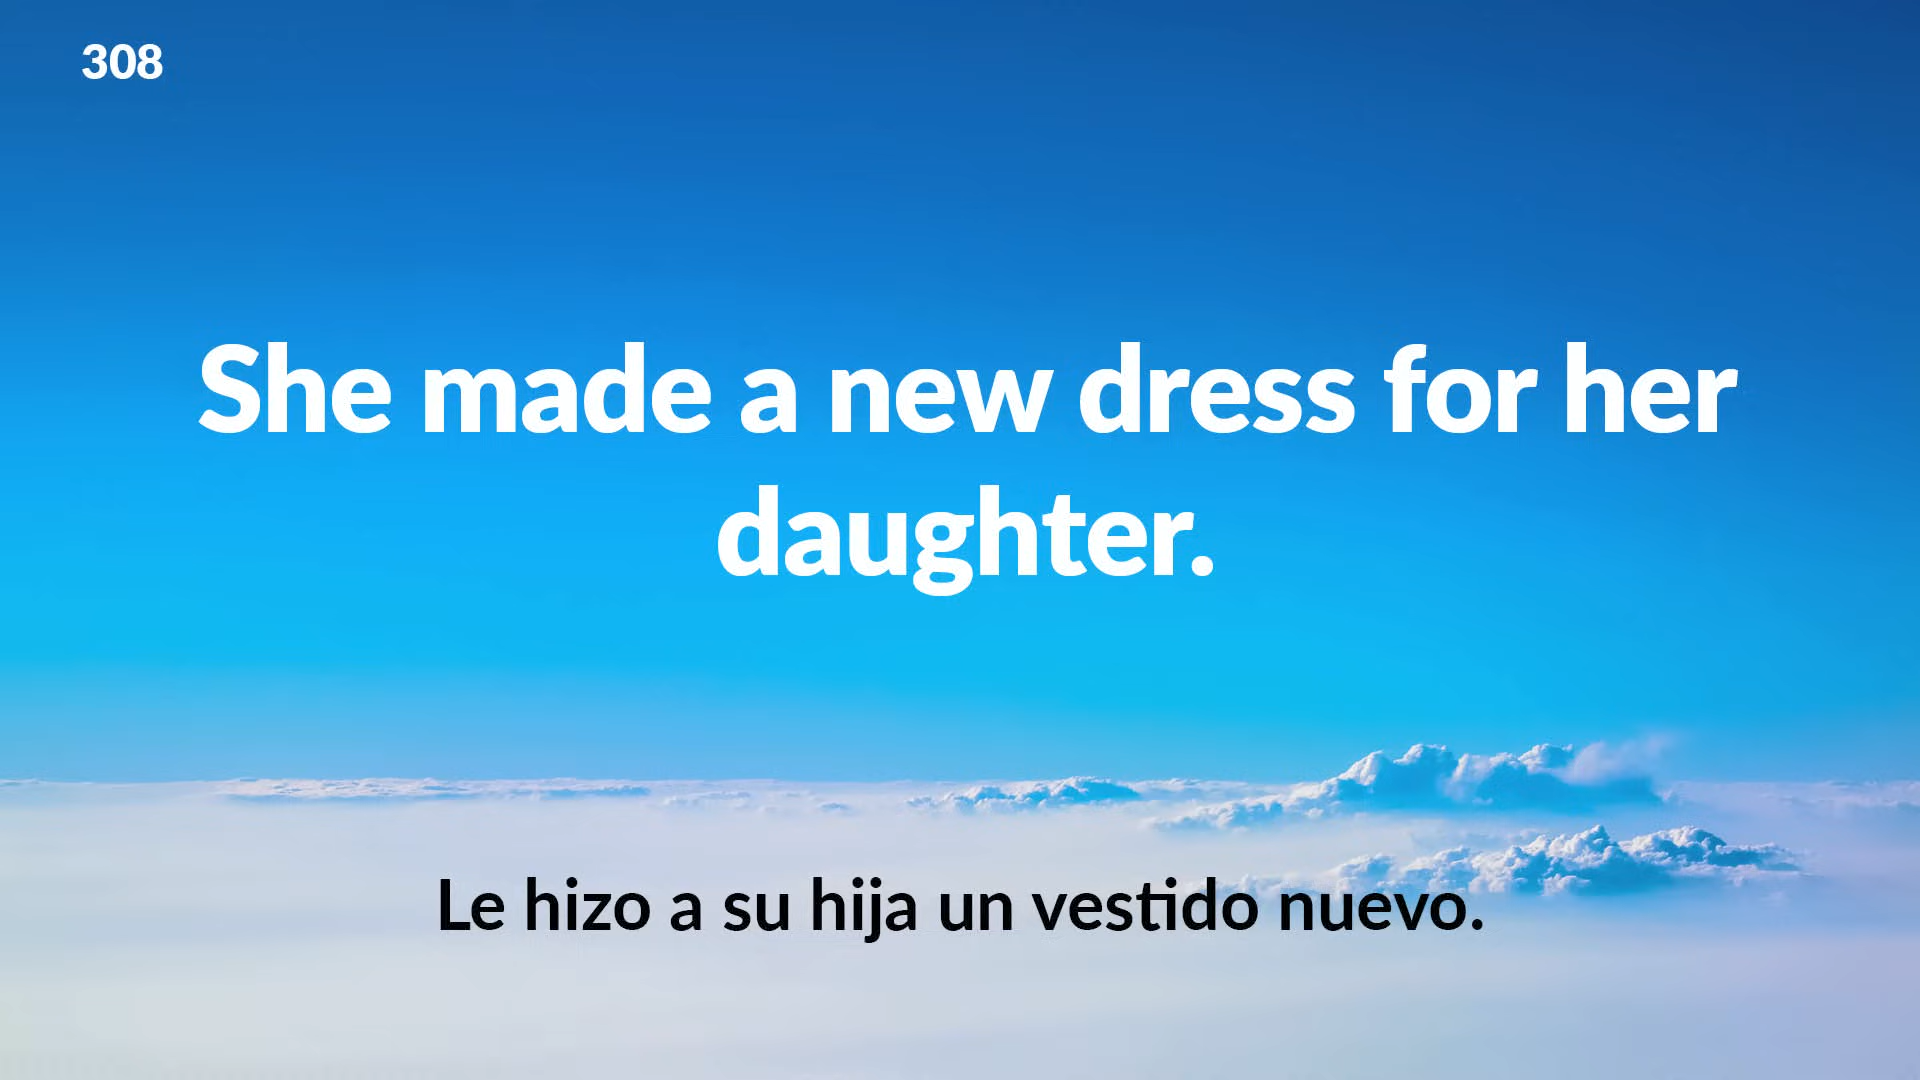 308
She made a new dress for her
daughter.
Le hizo a su hija un vestido nuevo.